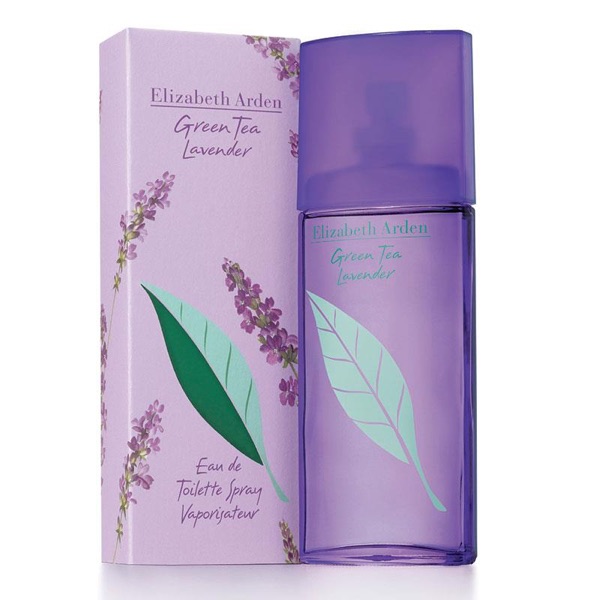 Elizabeth Arden
Green Tea
Lavender
Eau de
Toilette Spray
Vaporisateur
Elizabeth Arden
Green Tea
Lavender